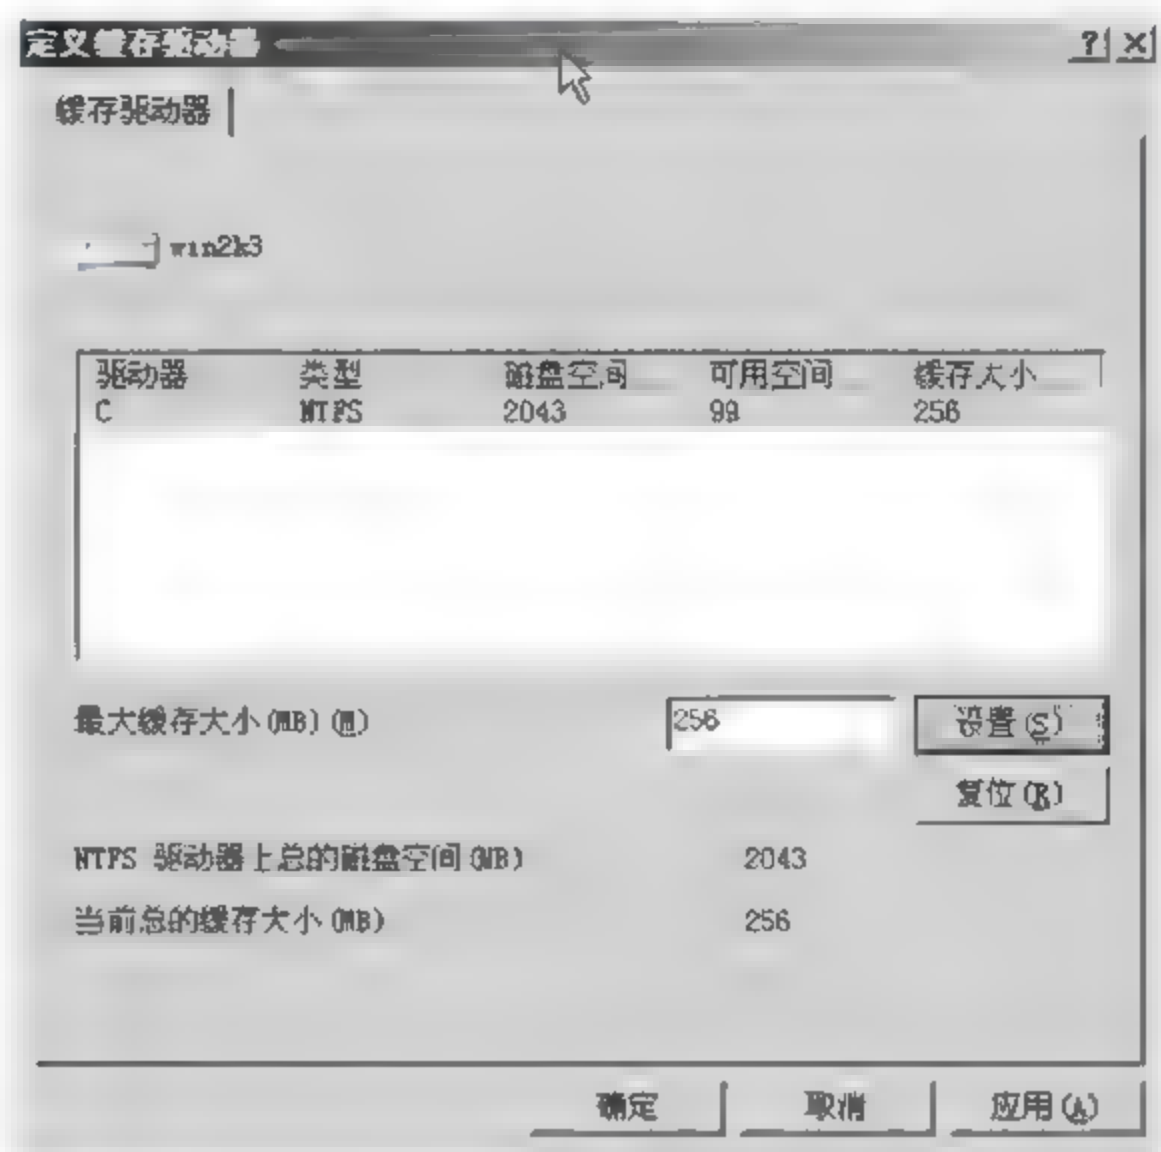 定义缓存驱动器
缓存驱动器
win2k3
驱动器 类型 磁盘空间 可用空间 缓存大小
C NTFS 2043 99 256
最大缓存大小(MB)(M) 256 设置(S)
复位(R)
NTFS 驱动器上总的磁盘空间(MB) 2043
当前总的缓存大小(MB) 256
确定 取消 应用(A)